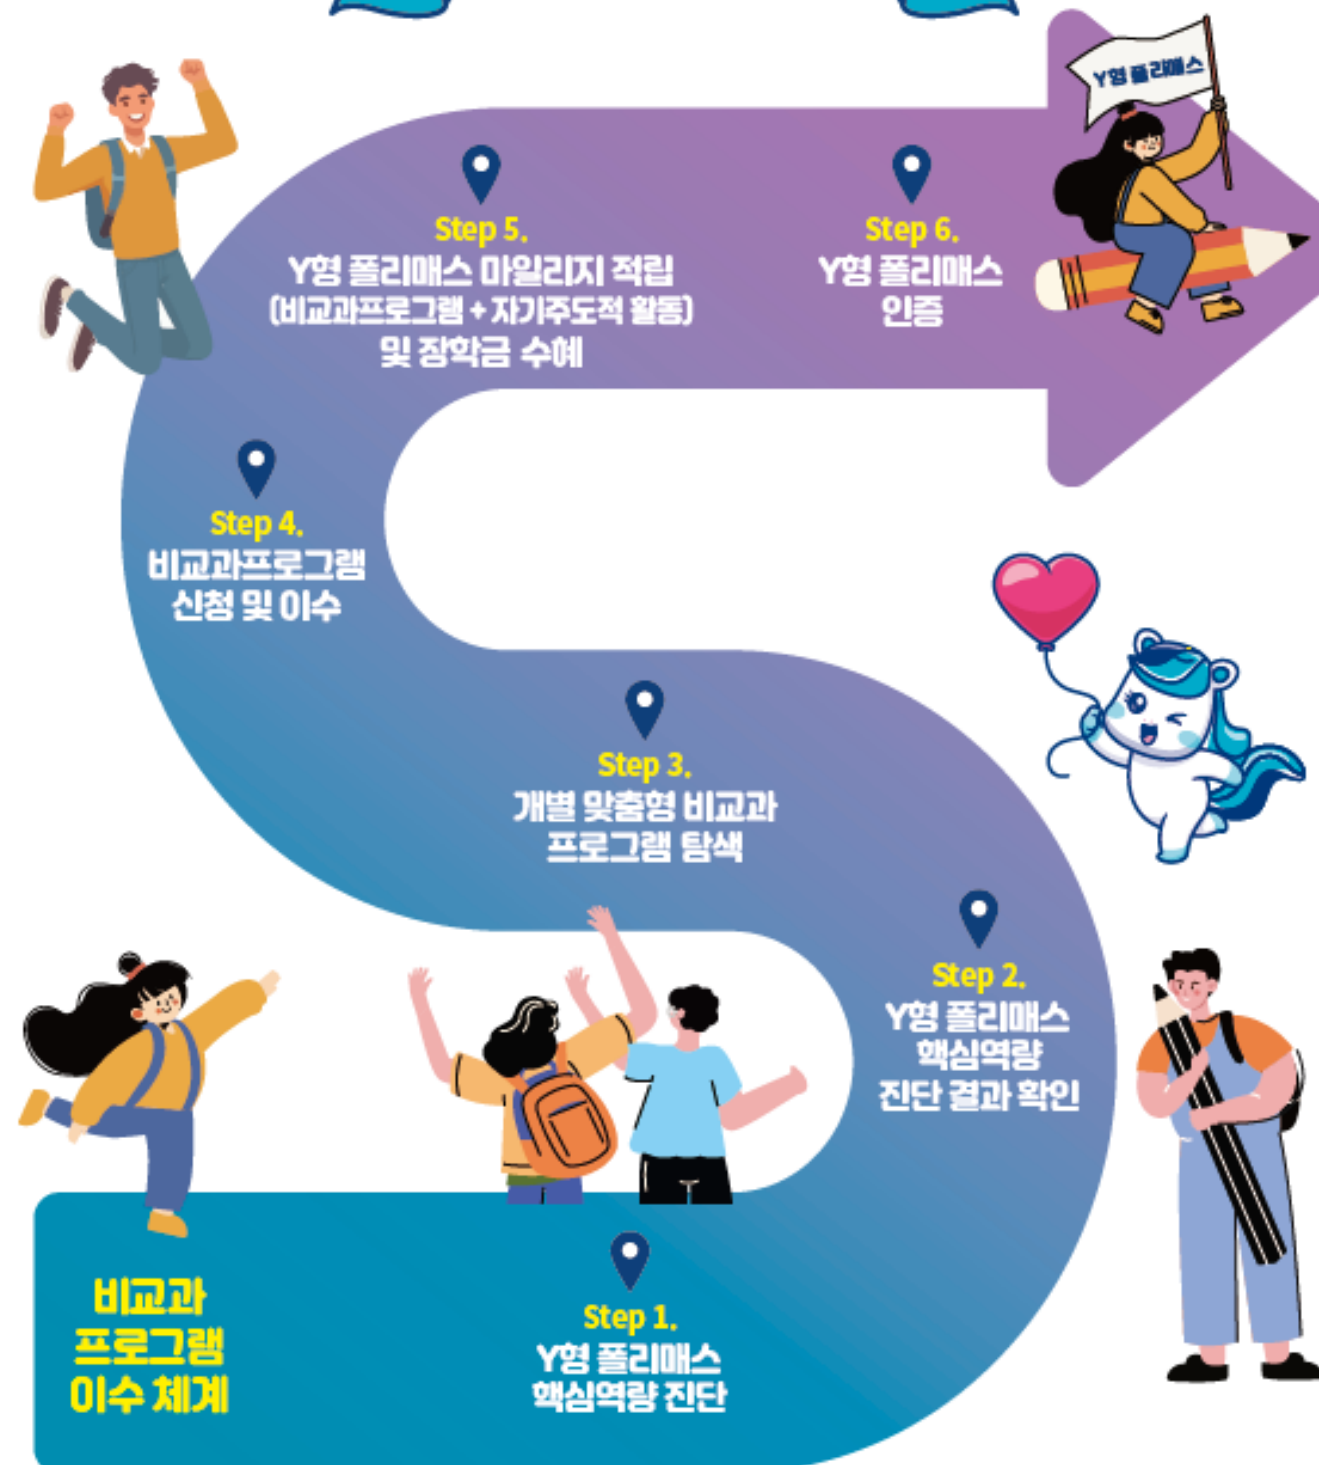 Y형 폴리매스
Step 5.
Y형 폴리매스 마일리지 적립
(비교과프로그램 + 자기주도적 활동)
및 장학금 수혜
Step 6.
Y형 폴리매스
인증
Step 4.
비교과프로그램
신청 및 이수
Step 3.
개별 맞춤형 비교과
프로그램 탐색
Step 2.
Y형 폴리매스
핵심역량
진단 결과 확인
Step 1.
Y형 폴리매스
핵심역량 진단
비교과
프로그램
이수 체계